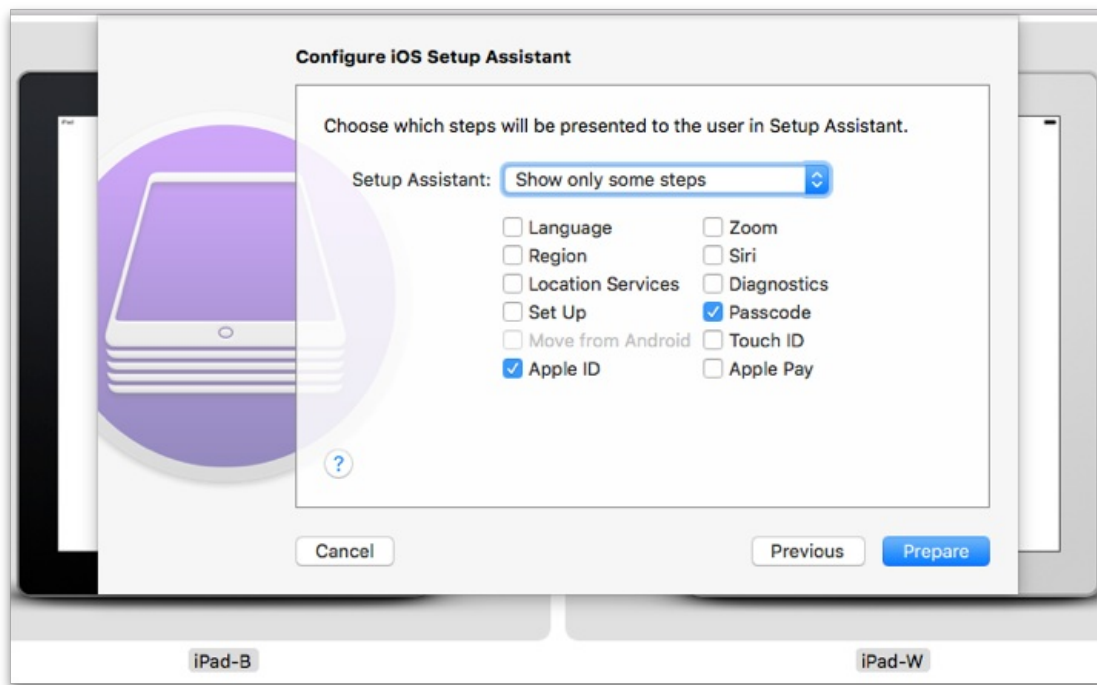 iPad
Configure iOS Setup Assistant
Choose which steps will be presented to the user in Setup Assistant.
Setup Assistant: Show only some steps
Language Zoom
Region Siri
Location Services Diagnostics
Set Up Passcode
Move from Android Touch ID
Apple ID Apple Pay
?
Cancel Previous Prepare
iPad-B iPad-W